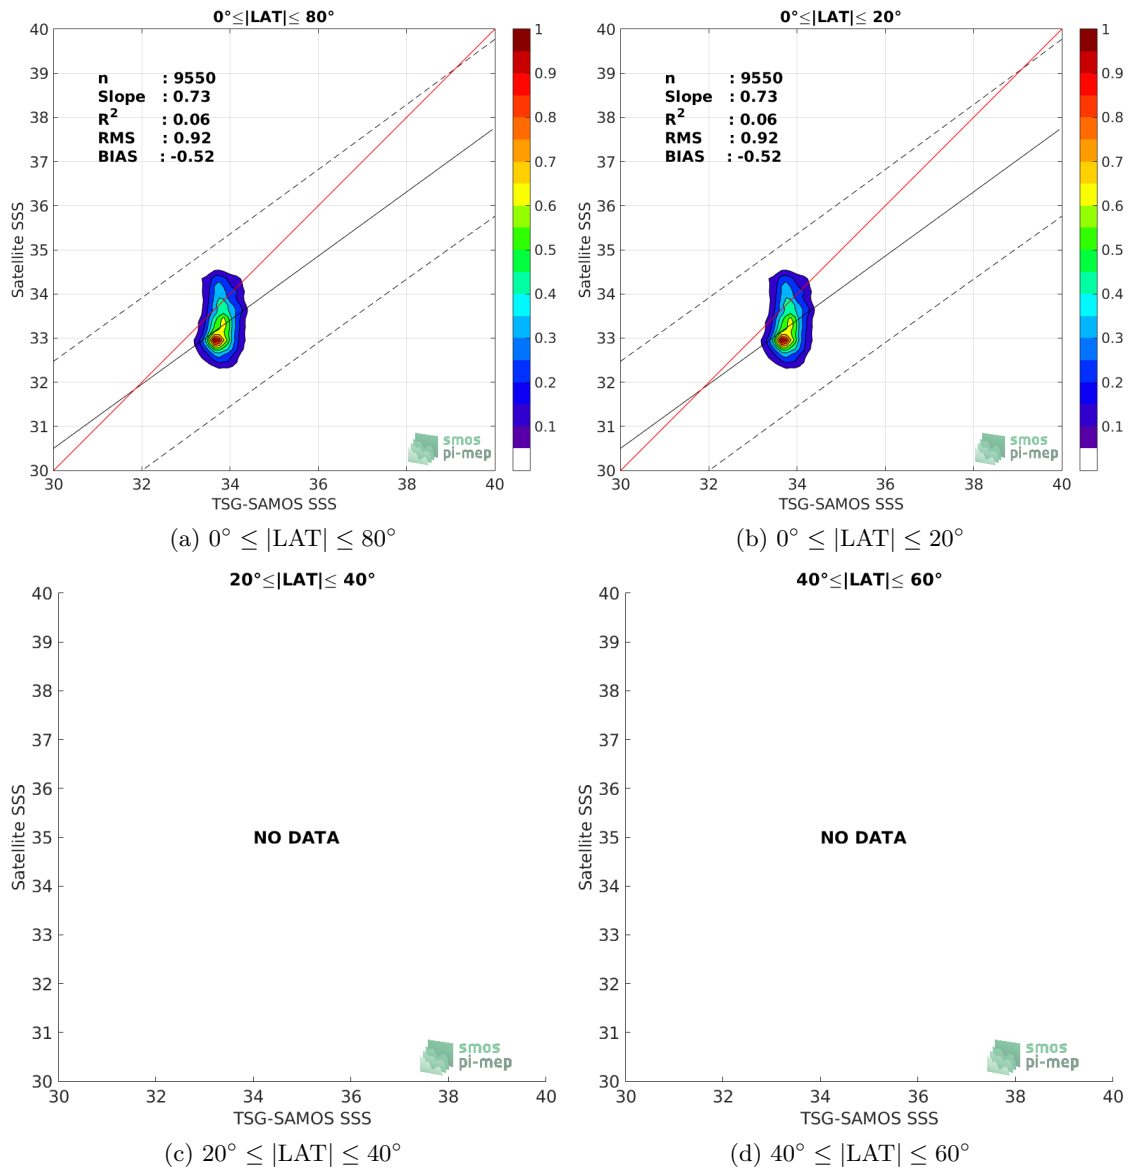 0°≤|LAT|≤ 80°
40
39
38
37
36
35
34
33
32
31
30
Satellite SSS
n : 9550
Slope : 0.73
R2 : 0.06
RMS : 0.92
BIAS : -0.52
smos
pi-mep
30 32 34 36 38 40
TSG-SAMOS SSS
1
0.9
0.8
0.7
0.6
0.5
0.4
0.3
0.2
0.1
(a) 0° ≤ |LAT| ≤ 80°
0°≤|LAT|≤ 20°
40
39
38
37
36
35
34
33
32
31
30
Satellite SSS
n : 9550
Slope : 0.73
R2 : 0.06
RMS : 0.92
BIAS : -0.52
smos
pi-mep
30 32 34 36 38 40
TSG-SAMOS SSS
1
0.9
0.8
0.7
0.6
0.5
0.4
0.3
0.2
0.1
(b) 0° ≤ |LAT| ≤ 20°
20°≤|LAT|≤ 40°
40
39
38
37
36
35
34
33
32
31
30
Satellite SSS
NO DATA
smos
pi-mep
30 32 34 36 38 40
TSG-SAMOS SSS
(c) 20° ≤ |LAT| ≤ 40°
40°≤|LAT|≤ 60°
40
39
38
37
36
35
34
33
32
31
30
Satellite SSS
NO DATA
smos
pi-mep
30 32 34 36 38 40
TSG-SAMOS SSS
(d) 40° ≤ |LAT| ≤ 60°